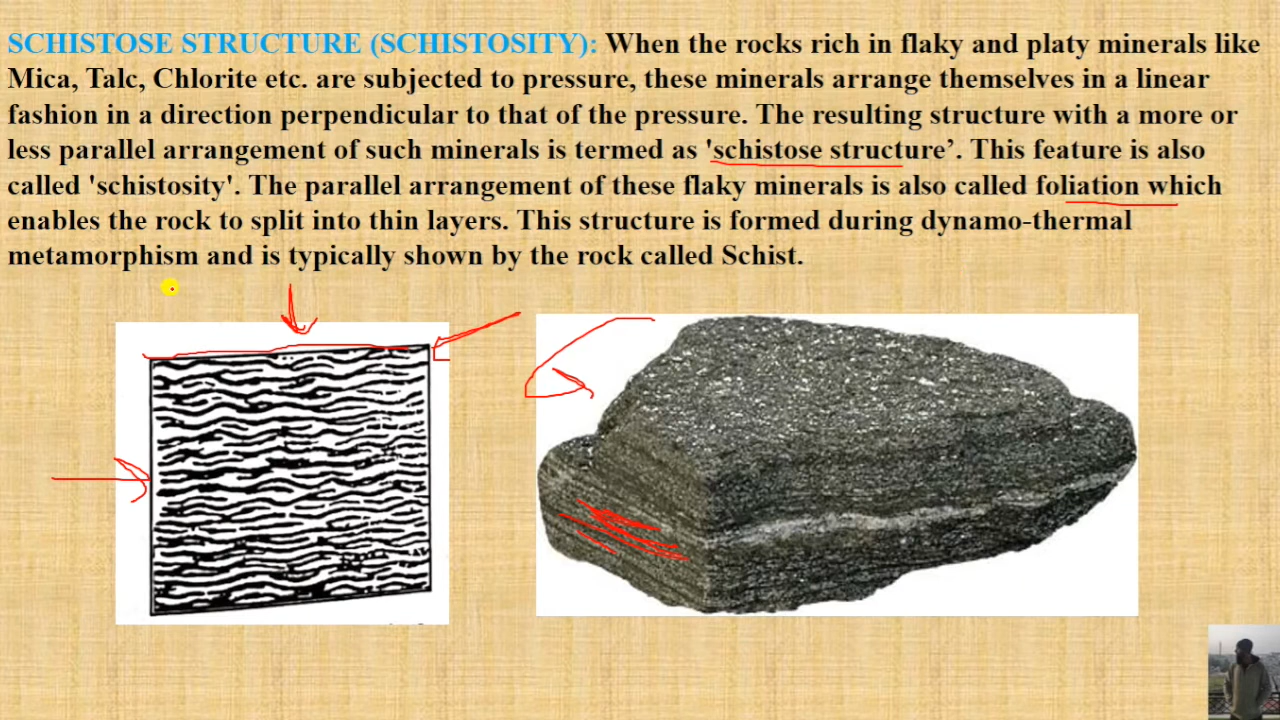 SCHISTOSE STRUCTURE (SCHISTOSITY): When the rocks rich in flaky and platy minerals like
Mica, Talc, Chlorite etc. are subjected to pressure, these minerals arrange themselves in a linear
fashion in a direction perpendicular to that of the pressure. The resulting structure with a more or
less parallel arrangement of such minerals is termed as 'schistose structure’. This feature is also
called 'schistosity'. The parallel arrangement of these flaky minerals is also called foliation which
enables the rock to split into thin layers. This structure is formed during dynamo-thermal
metamorphism and is typically shown by the rock called Schist.